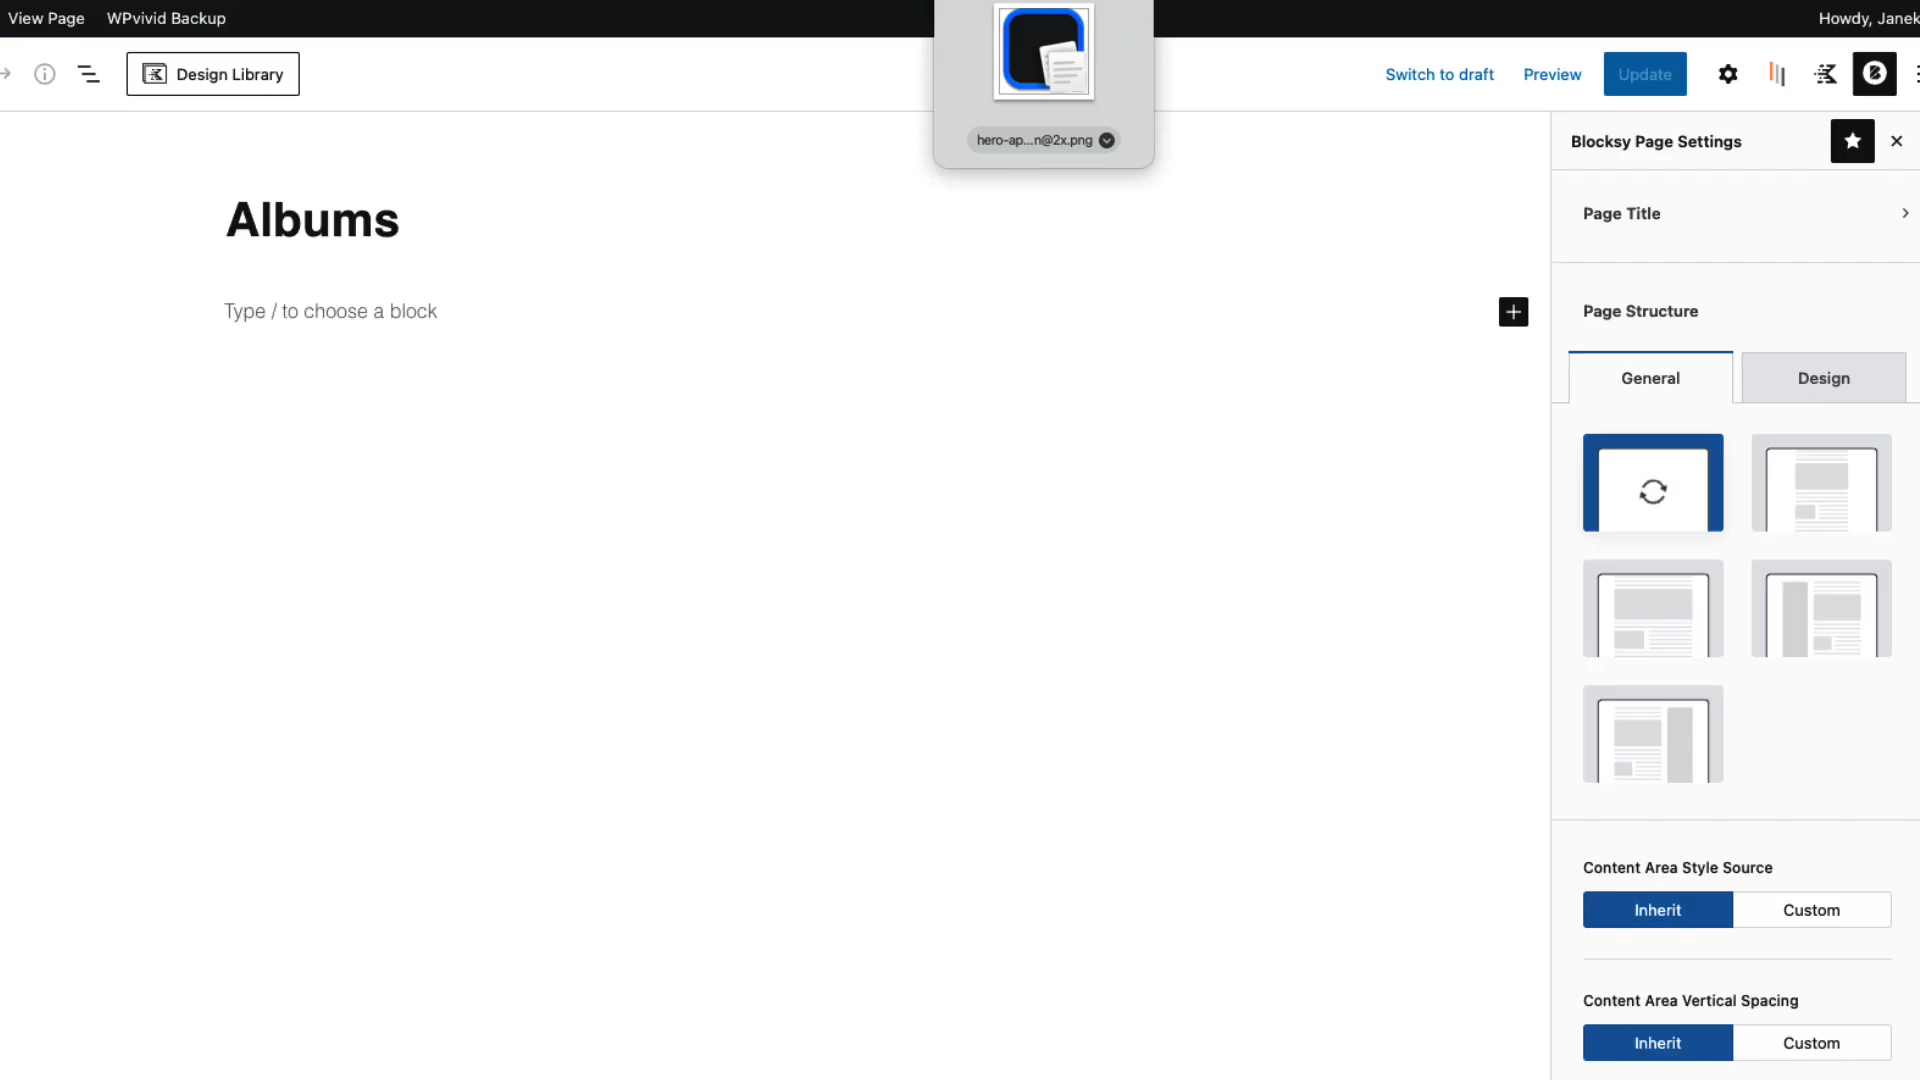 View Page WPvivid Backup
Howdy, Janek
Design Library
hero-ap...n@2x.png
Switch to draft Preview Update
Blocksy Page Settings
Albums
Type / to choose a block
Page Title
Page Structure
General Design
Content Area Style Source
Inherit Custom
Content Area Vertical Spacing
Inherit Custom